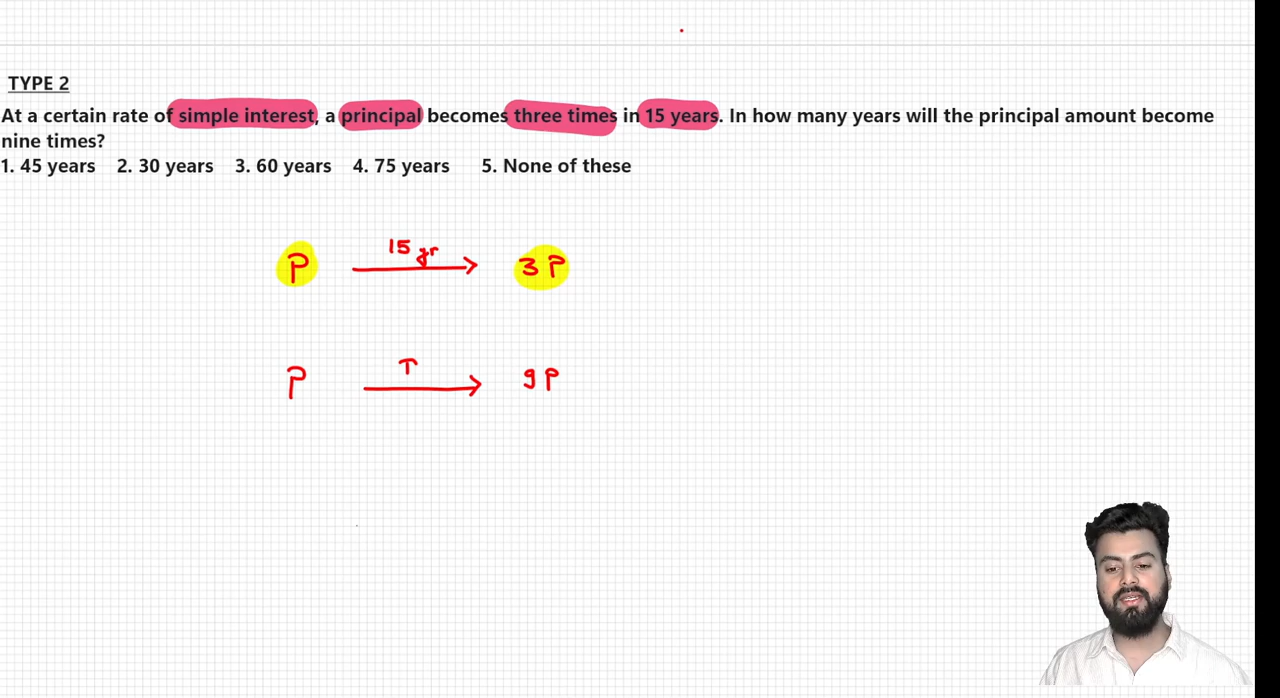 TYPE 2
At a certain rate of simple interest, a principal becomes three times in 15 years. In how many years will the principal amount become
nine times?
1. 45 years 2. 30 years 3. 60 years 4. 75 years 5. None of these
P 15 yr 3P
P T 9P